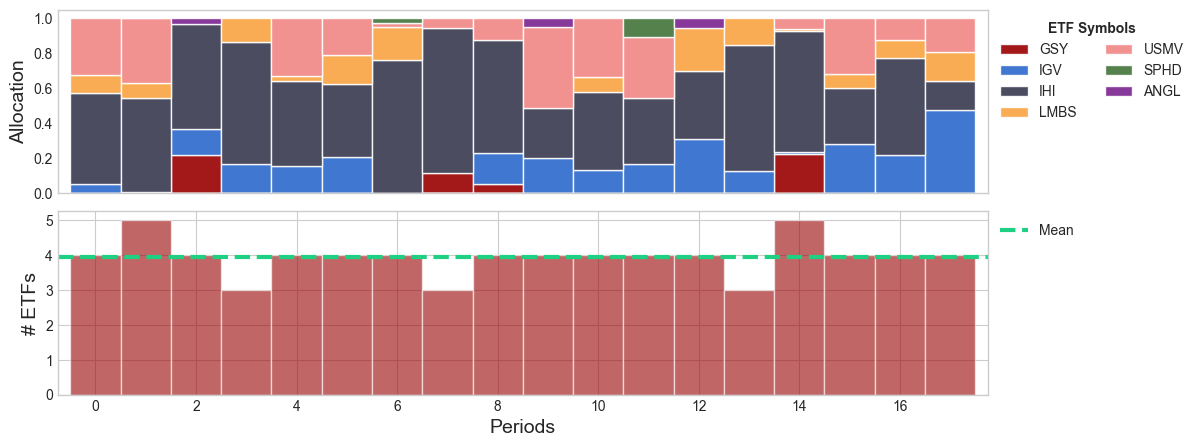 1.0
0.8
0.6
0.4
0.2
0.0
Allocation
ETF Symbols
GSY
IGV
IHI
LMBS
USMV
SPHD
ANGL
5
4
3
2
1
0
# ETFs
0 2 4 6 8 10 12 14 16
Periods
Mean